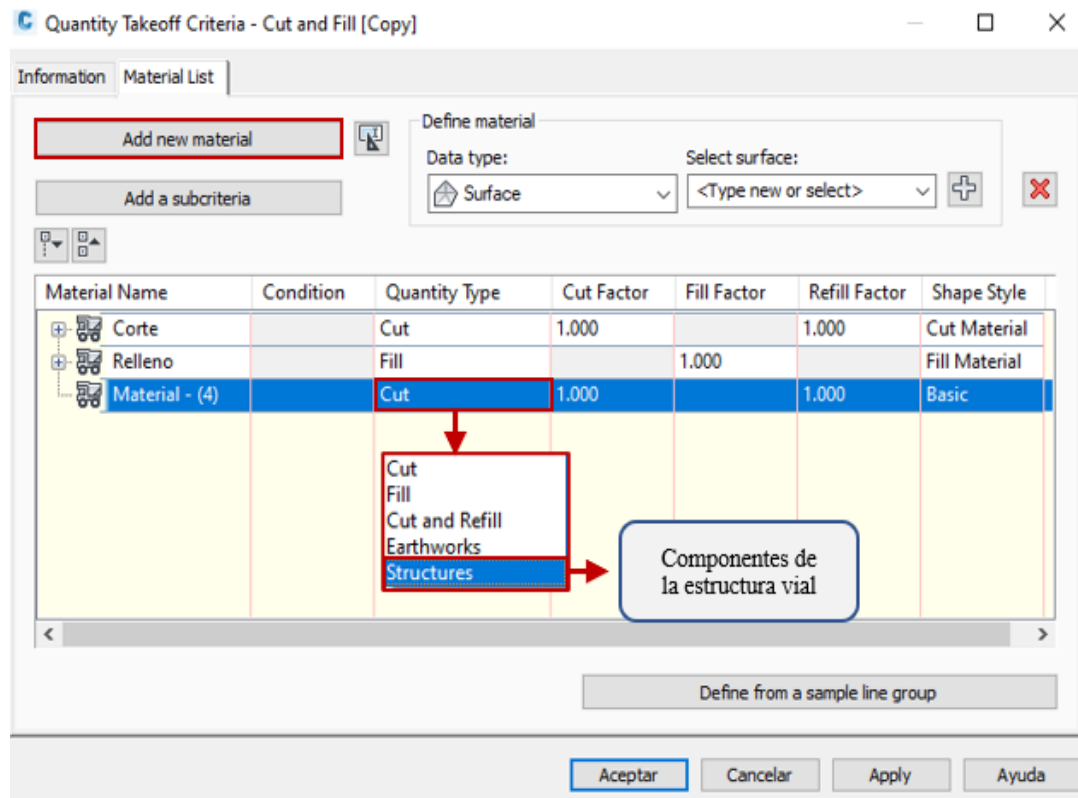 Quantity Takeoff Criteria - Cut and Fill [Copy]
Information Material List
Add new material
Define material
Data type: Select surface:
Surface <Type new or select>
Add a subcriteria
Material Name Condition Quantity Type Cut Factor Fill Factor Refill Factor Shape Style
Corte Cut 1.000 1.000 Cut Material
Relleno Fill 1.000 Fill Material
Material - (4) Cut 1.000 1.000 Basic
Cut
Fill
Cut and Refill
Earthworks
Structures
Componentes de
la estructura vial
Define from a sample line group
Aceptar Cancelar Apply Ayuda